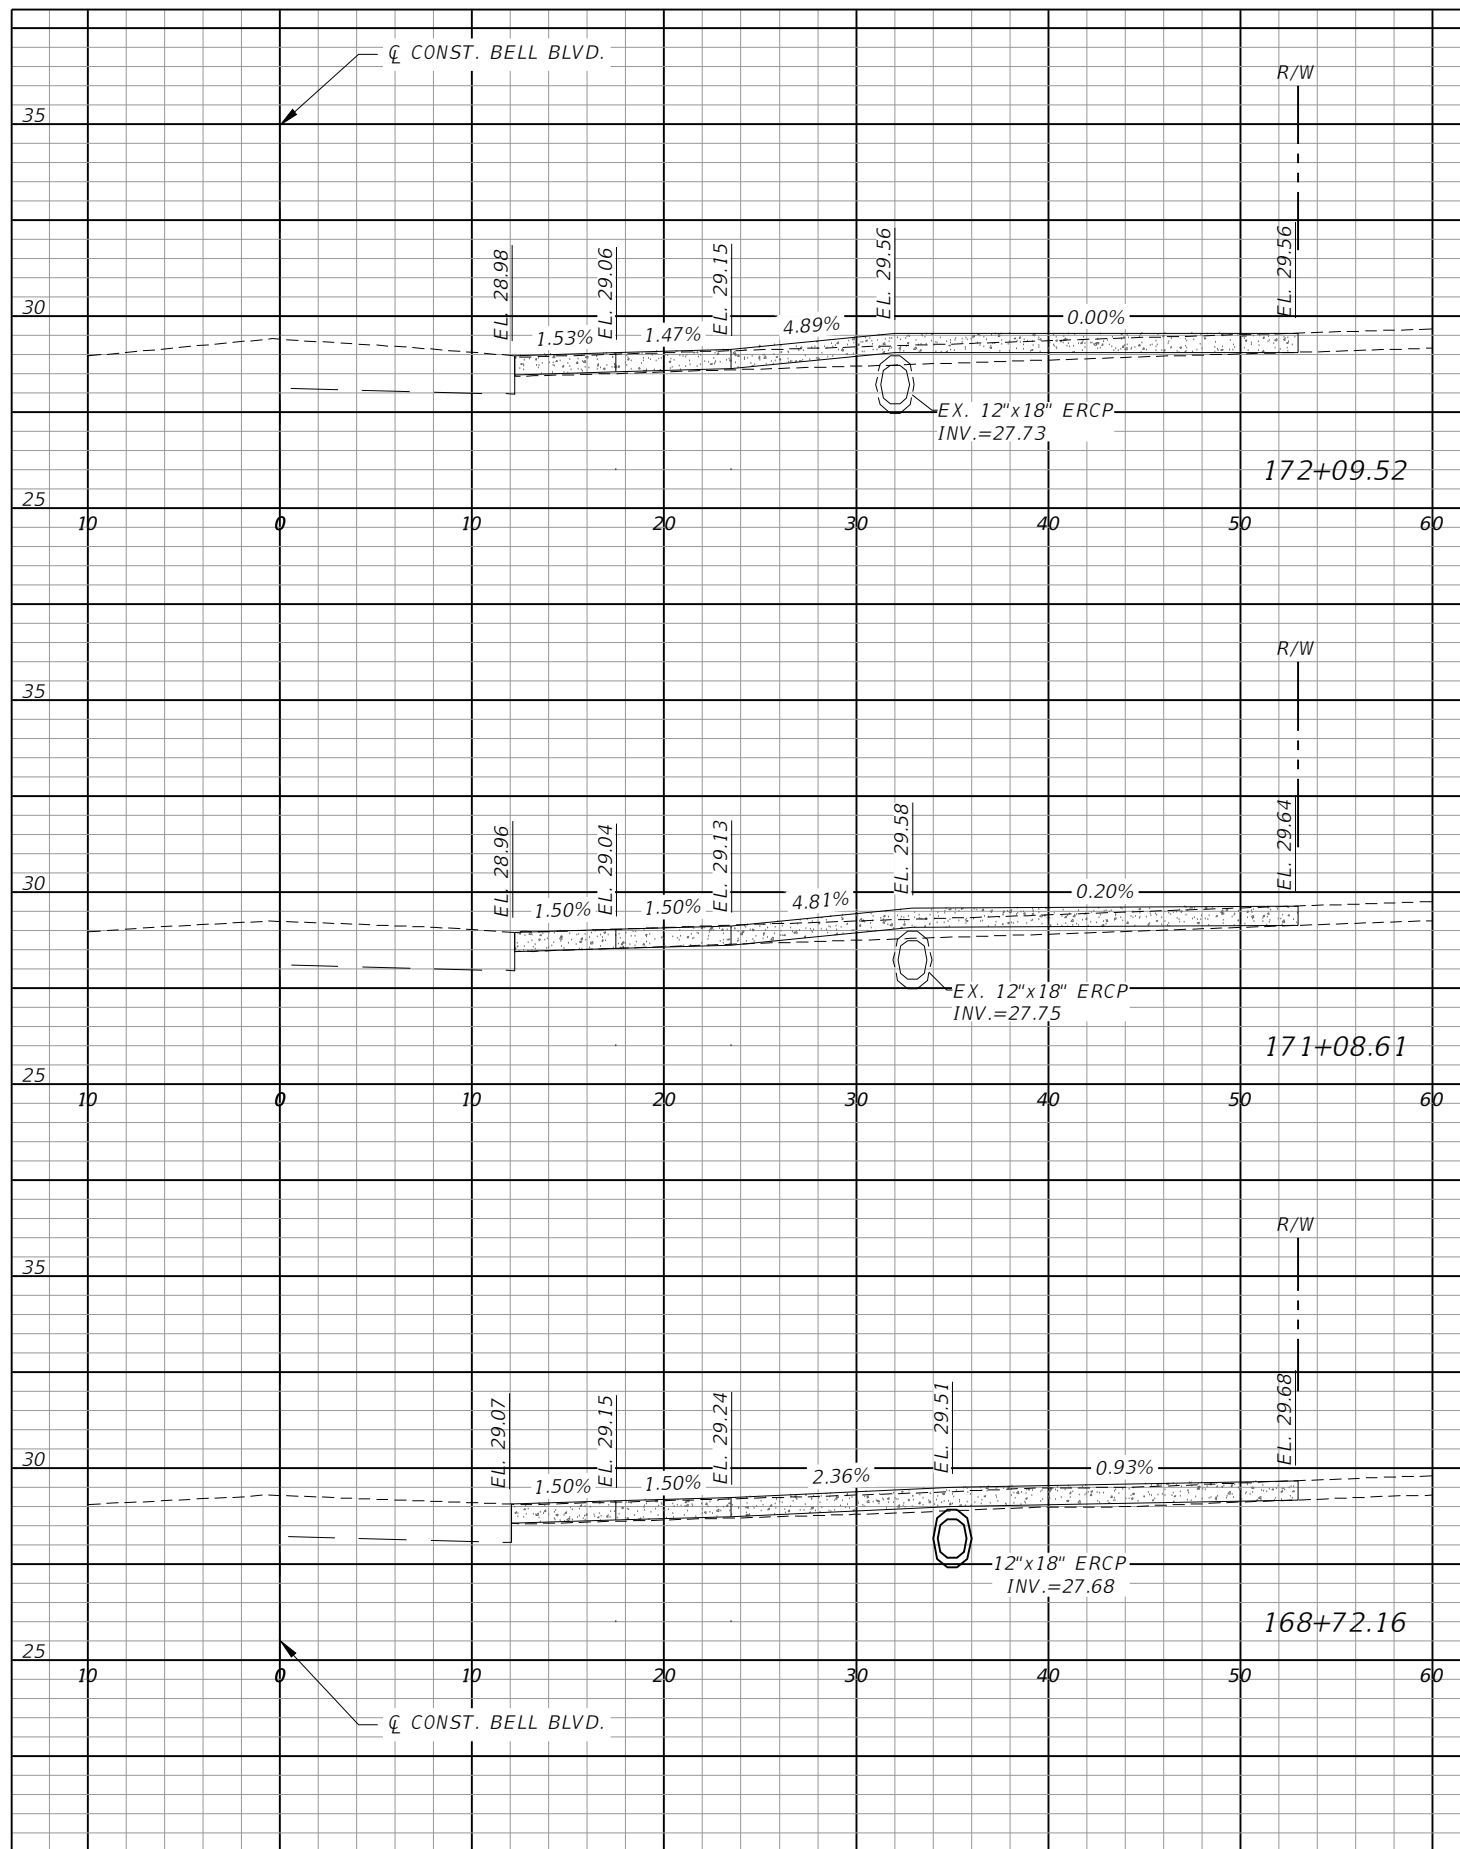 ℄ CONST. BELL BLVD.
R/W
35
EL. 28.98
EL. 29.06
EL. 29.15
EL. 29.56
EL. 29.56
30
1.53%
1.47%
4.89%
0.00%
EX. 12"x18" ERCP
INV.=27.73
172+09.52
25
10 0 10 20 30 40 50 60
R/W
35
EL. 28.96
EL. 29.04
EL. 29.13
EL. 29.58
EL. 29.64
30
1.50%
1.50%
4.81%
0.20%
EX. 12"x18" ERCP
INV.=27.75
171+08.61
25
10 0 10 20 30 40 50 60
R/W
35
EL. 29.07
EL. 29.15
EL. 29.24
EL. 29.51
EL. 29.68
30
1.50%
1.50%
2.36%
0.93%
12"x18" ERCP
INV.=27.68
168+72.16
25
10 0 10 20 30 40 50 60
℄ CONST. BELL BLVD.